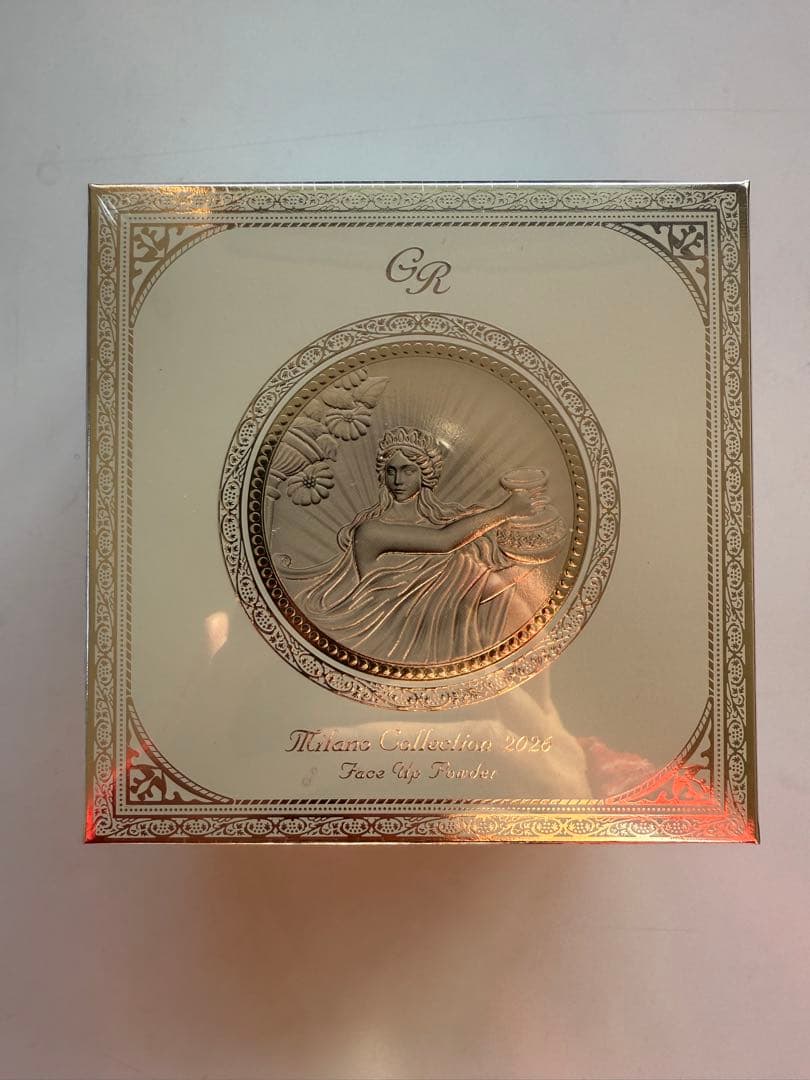 GR
Milano Collection 2026
Face Up Powder